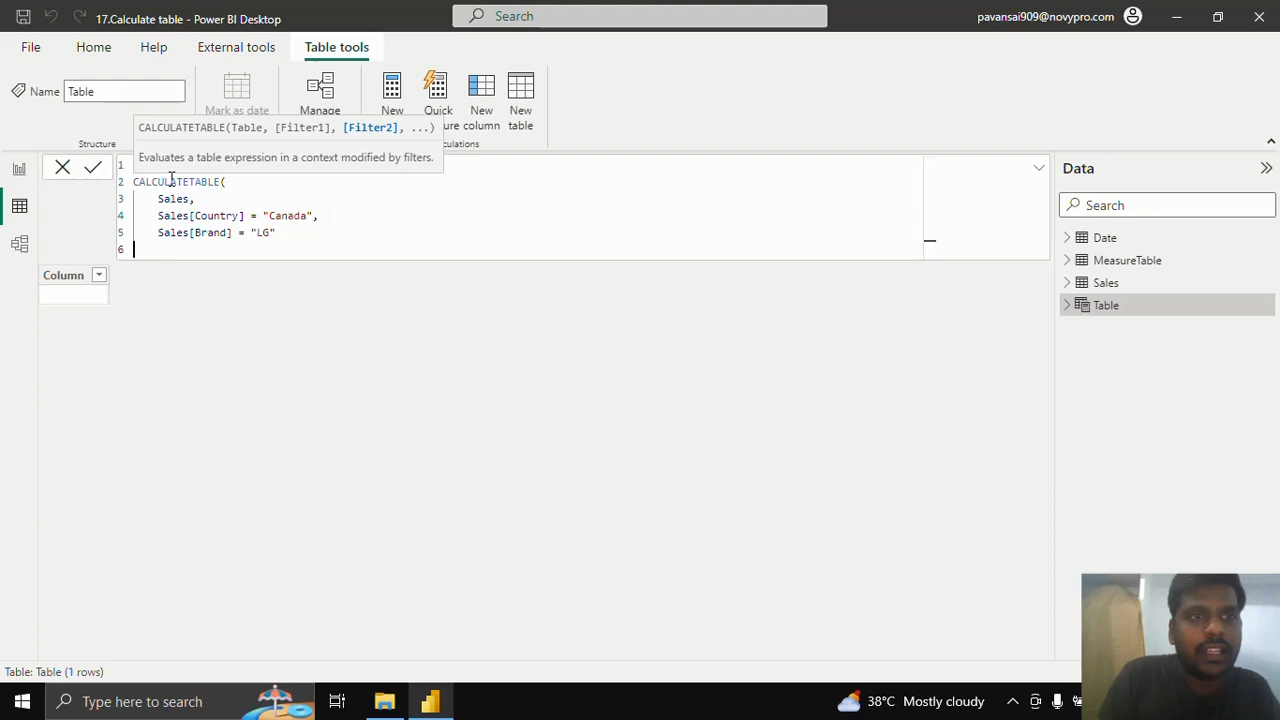 17.Calculate table - Power BI Desktop
Search
pavansai909@novypro.com
File
Home
Help
External tools
Table tools
Name
Table
Mark as date
Manage
New
Quick
New
New
ure column
table
Structure
culations
CALCULATETABLE(Table, [Filter1], [Filter2], ...)
Evaluates a table expression in a context modified by filters.
1
2 CALCULATETABLE(
3 Sales,
4 Sales[Country] = "Canada",
5 Sales[Brand] = "LG"
6
Column
Data
Search
Date
MeasureTable
Sales
Table
Table: Table (1 rows)
Type here to search
38°C Mostly cloudy